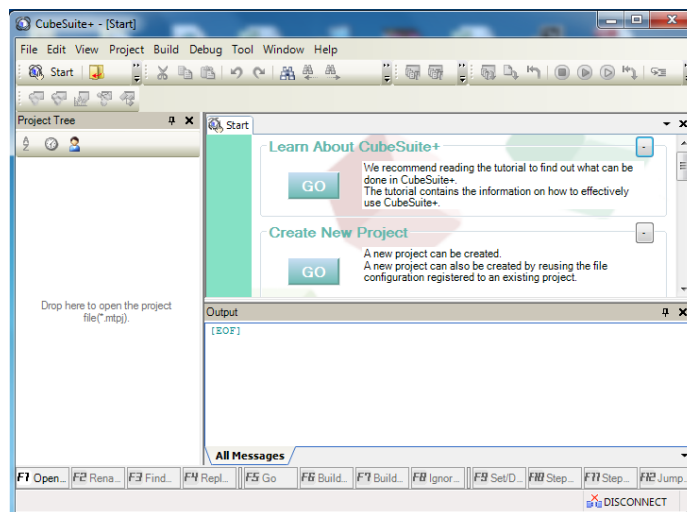 CubeSuite+ - [Start]
File Edit View Project Build Debug Tool Window Help
Start
Project Tree
Start
Learn About CubeSuite+
GO
We recommend reading the tutorial to find out what can be
done in CubeSuite+.
The tutorial contains the information on how to effectively
use CubeSuite+.
Create New Project
GO
A new project can be created.
A new project can also be created by reusing the file
configuration registered to an existing project.
Drop here to open the project
file(*.mtpj).
Output
[EOF]
All Messages
F1 Open... F2 Rena... F3 Find... F4 Repl... F5 Go F6 Build... F7 Build... F8 Ignor... F9 Set/D... F10 Step... F11 Step... F12 Jump...
DISCONNECT